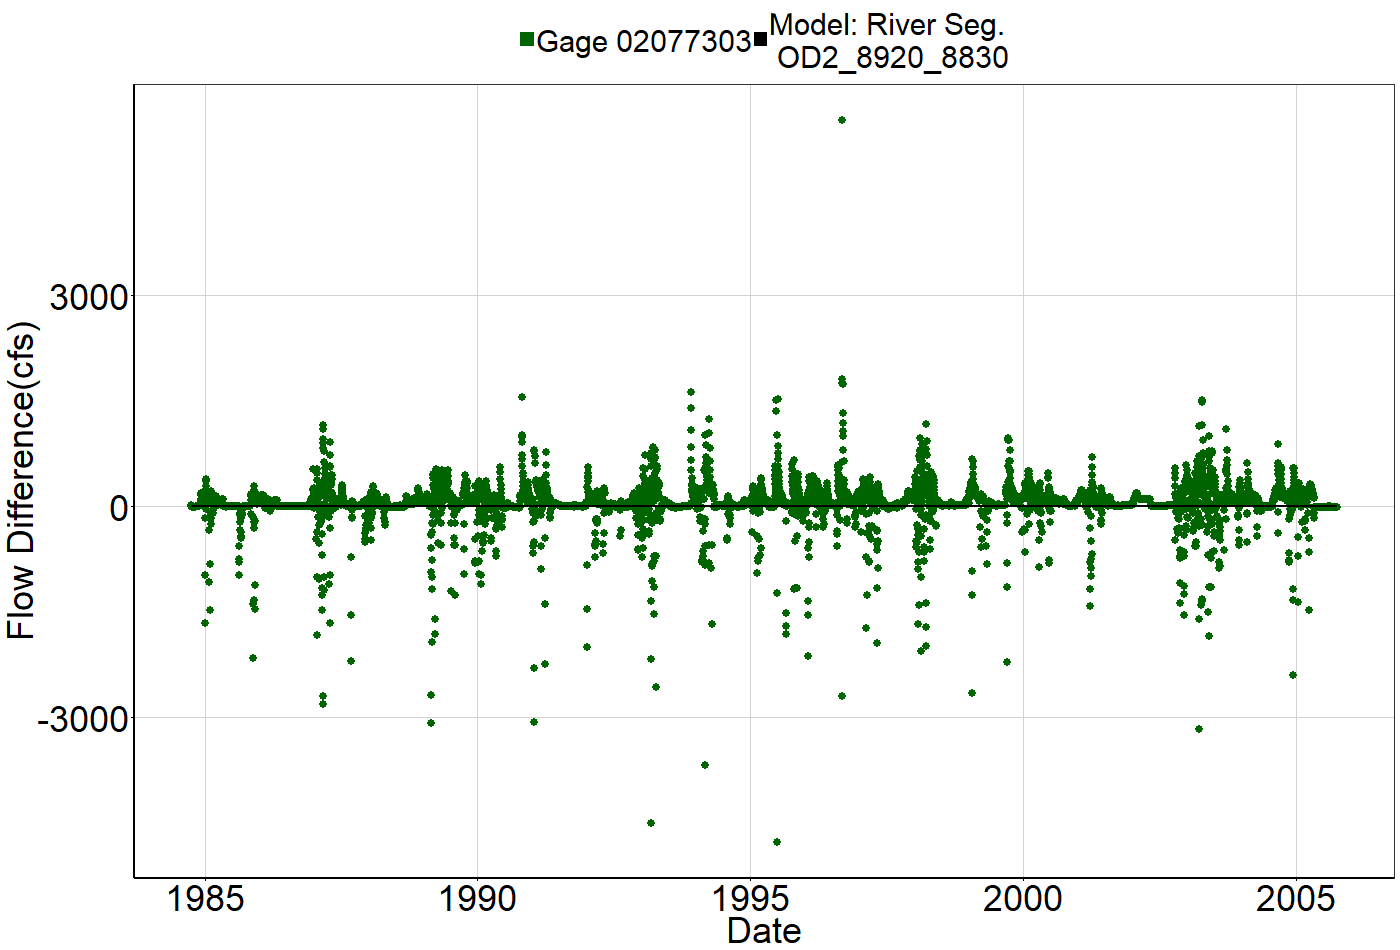 Gage 02077303
Model: River Seg.
OD2_8920_8830
Flow Difference(cfs)
3000
0
-3000
1985
1990
1995
2000
2005
Date